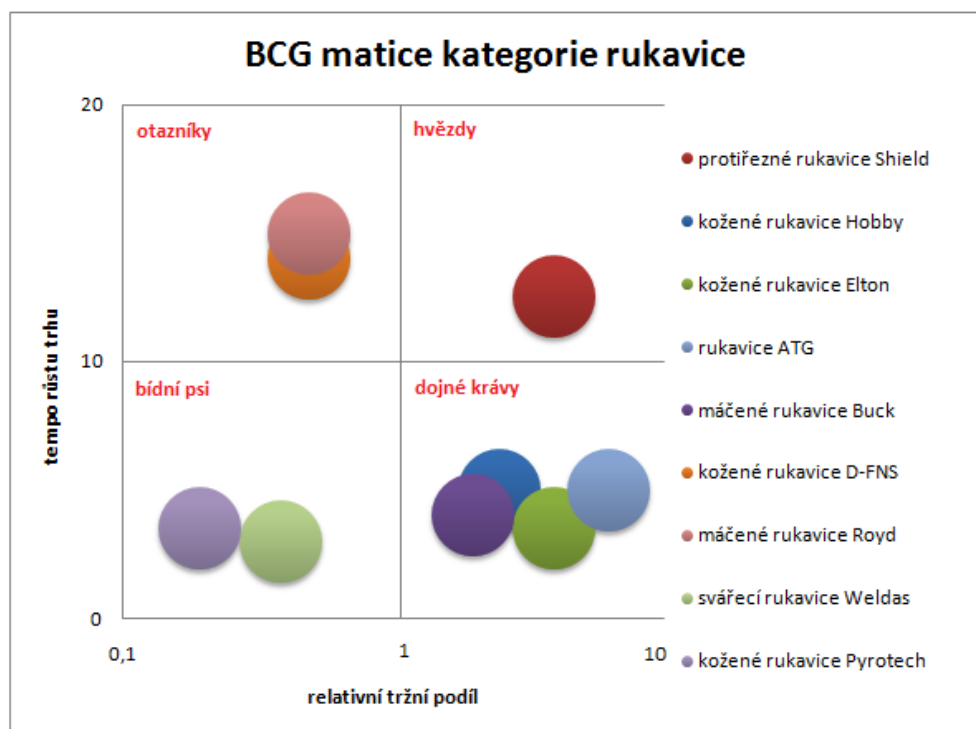 BCG matice kategorie rukavice
20
otazníky
hvězdy
protiřezné rukavice Shield
kožené rukavice Hobby
kožené rukavice Elton
rukavice ATG
máčené rukavice Buck
kožené rukavice D-FNS
máčené rukavice Royd
svářecí rukavice Weldas
kožené rukavice Pyrotech
tempo růstu trhu
10
bídní psi
dojné krávy
0
0,1
1
10
relativní tržní podíl